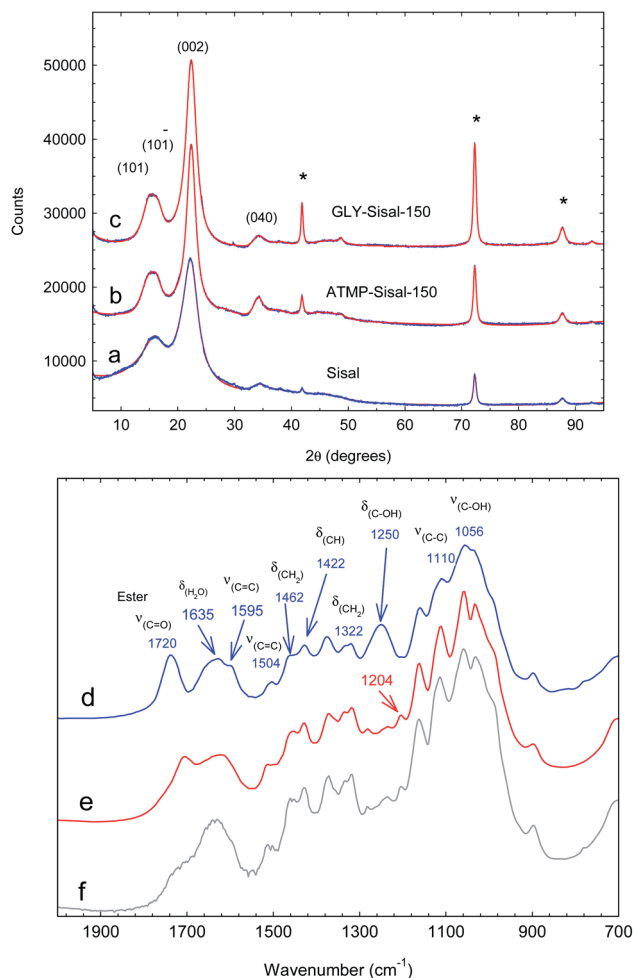 (002)
50000
(101̄)
(101)
*
*
*
40000
Counts
30000
(040)
c
GLY-Sisal-150
20000
b
ATMP-Sisal-150
a
Sisal
10000
10 20 30 40 50 60 70 80 90
2θ (degrees)
ν(C-OH)
1056
δ(C-OH)
1250
ν(C-C)
1110
δ(CH)
1422
δ(CH2)
1462
δ(CH2)
1322
ν(C=C)
1595
δ(H2O)
1635
Ester
ν(C=O)
1720
ν(C=C)
1504
1204
d
e
f
1900 1700 1500 1300 1100 900 700
Wavenumber (cm-1)